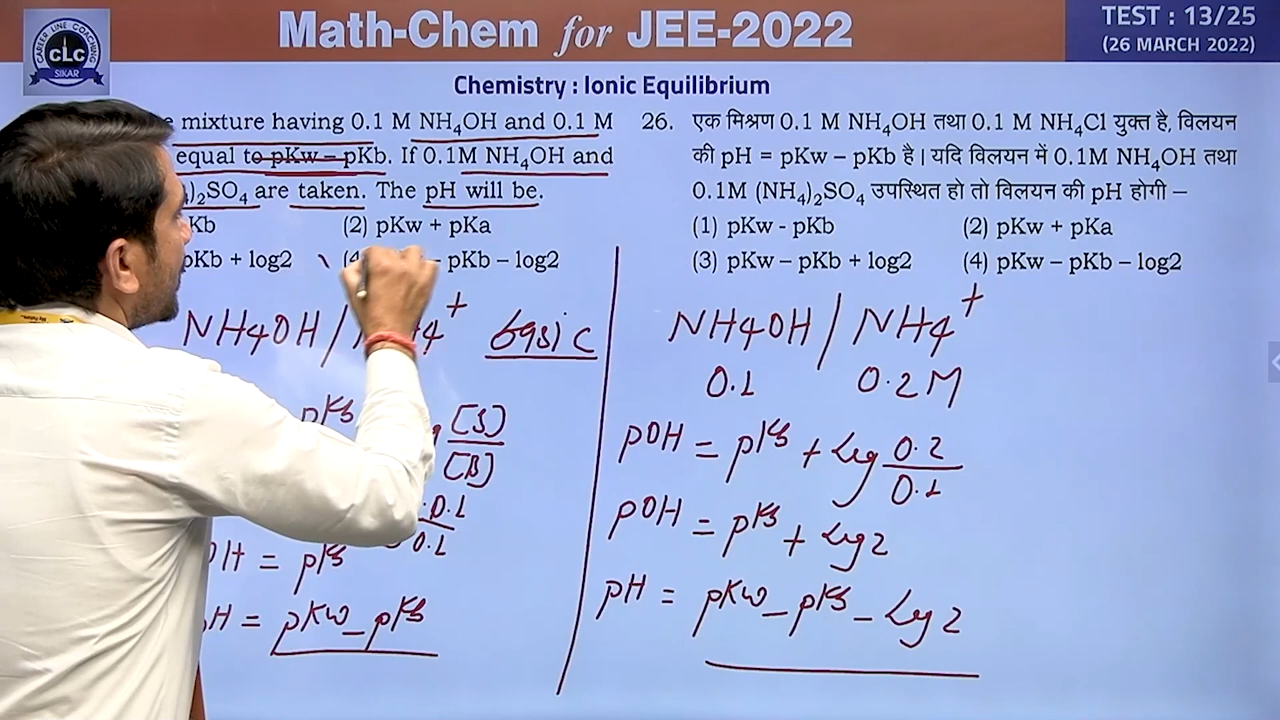 Math-Chem for JEE-2022
TEST : 13/25
(26 MARCH 2022)
CAREER LINE COACHING
CLC
SIKAR
Chemistry : Ionic Equilibrium
mixture having 0.1 M NH₄OH and 0.1 M
equal to pKw – pKb. If 0.1M NH₄OH and
)₂SO₄ are taken. The pH will be.
Kb
(2) pKw + pKa
pKb + log2
– pKb – log2
NH4OH / 4⁺ basic
pKb [S]
[B]
0.1
0.1
OH = pKb
H = pKw - pKb
26. एक मिश्रण 0.1 M NH₄OH तथा 0.1 M NH₄Cl युक्त है, विलयन
की pH = pKw – pKb है। यदि विलयन में 0.1M NH₄OH तथा
0.1M (NH₄)₂SO₄ उपस्थित हो तो विलयन की pH होगी –
(1) pKw - pKb
(2) pKw + pKa
(3) pKw – pKb + log2
(4) pKw – pKb – log2
NH4OH / NH4⁺
0.1 0.2M
pOH = pKb + log 0.2
0.1
pOH = pKb + log 2
pH = pKw - pKb - log 2